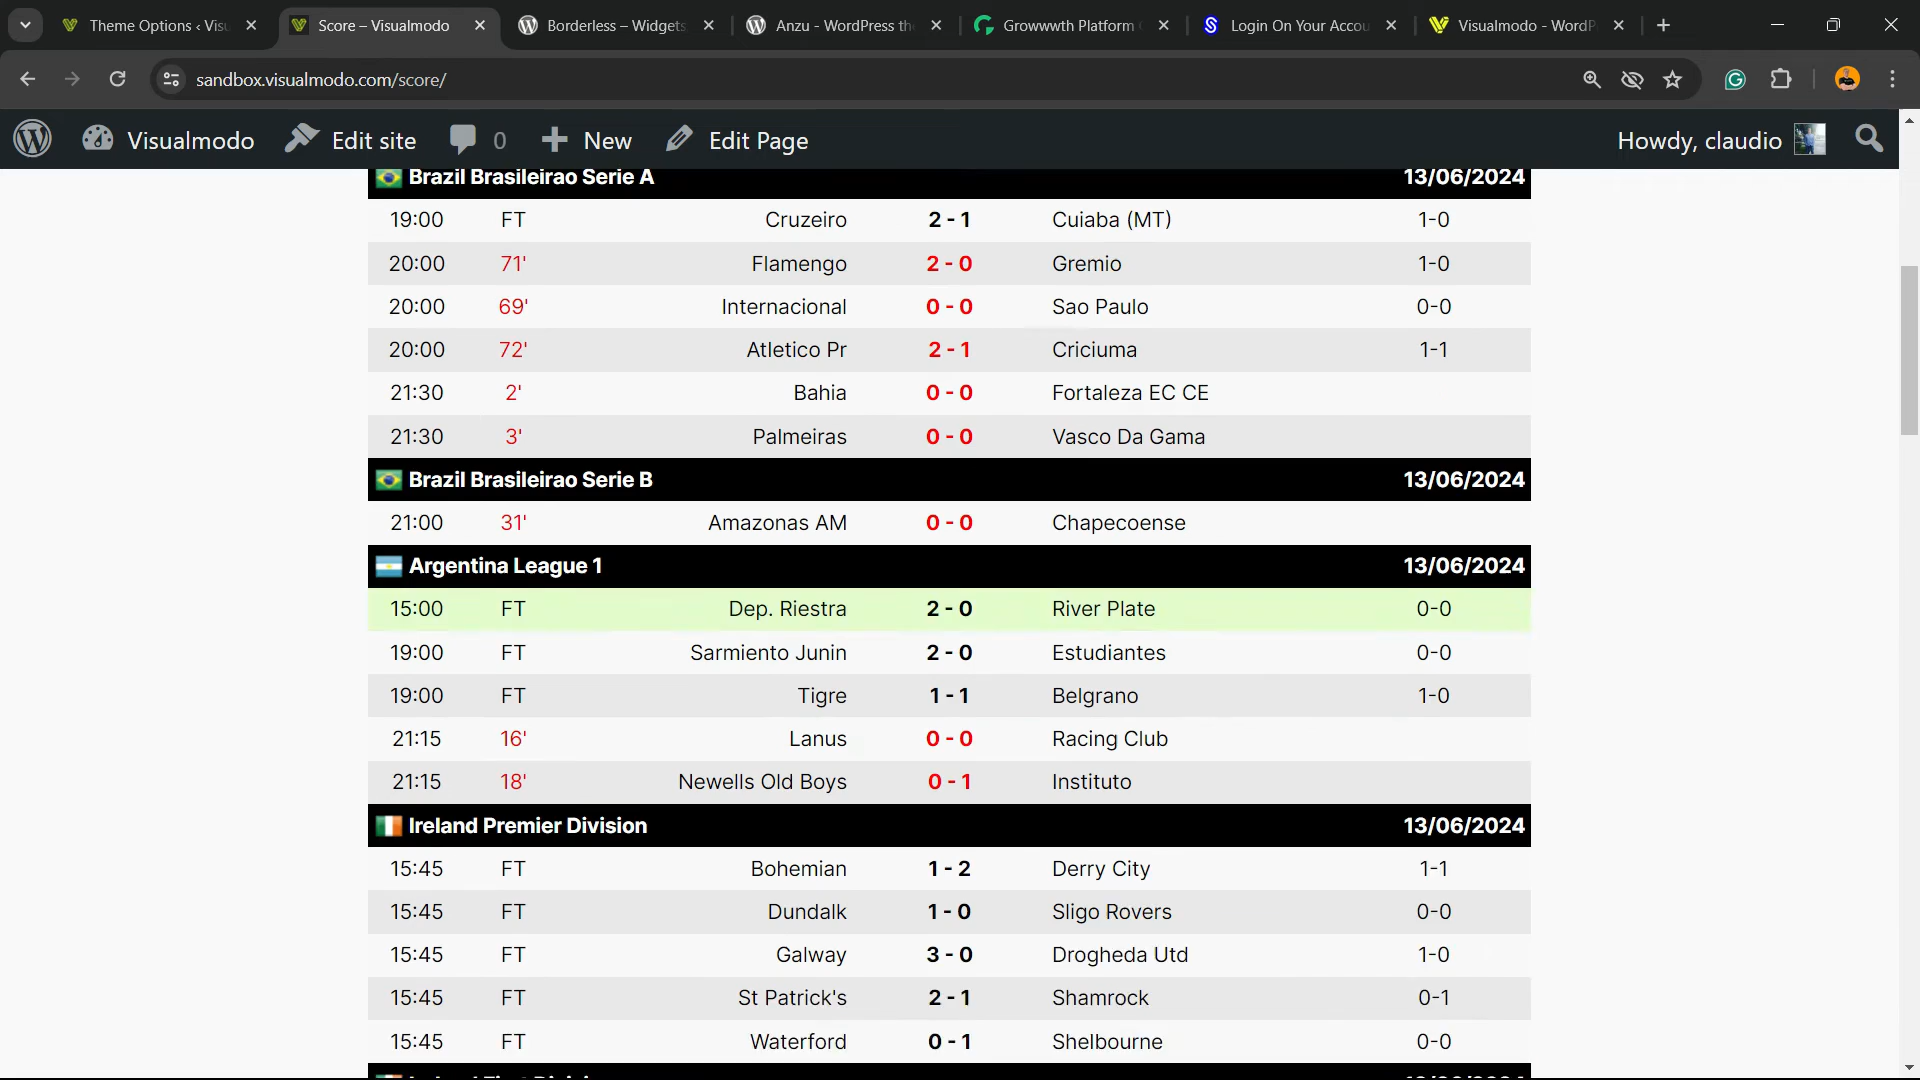 Theme Options ‹ Visu
Score – Visualmodo
Borderless – Widgets
Anzu - WordPress th
Growwwth Platform
Login On Your Accou
Visualmodo - WordP
sandbox.visualmodo.com/score/
Visualmodo Edit site 0 New Edit Page Howdy, claudio
Brazil Brasileirao Serie A 13/06/2024
19:00 FT Cruzeiro 2 - 1 Cuiaba (MT) 1-0
20:00 71' Flamengo 2 - 0 Gremio 1-0
20:00 69' Internacional 0 - 0 Sao Paulo 0-0
20:00 72' Atletico Pr 2 - 1 Criciuma 1-1
21:30 2' Bahia 0 - 0 Fortaleza EC CE
21:30 3' Palmeiras 0 - 0 Vasco Da Gama
Brazil Brasileirao Serie B 13/06/2024
21:00 31' Amazonas AM 0 - 0 Chapecoense
Argentina League 1 13/06/2024
15:00 FT Dep. Riestra 2 - 0 River Plate 0-0
19:00 FT Sarmiento Junin 2 - 0 Estudiantes 0-0
19:00 FT Tigre 1 - 1 Belgrano 1-0
21:15 16' Lanus 0 - 0 Racing Club
21:15 18' Newells Old Boys 0 - 1 Instituto
Ireland Premier Division 13/06/2024
15:45 FT Bohemian 1 - 2 Derry City 1-1
15:45 FT Dundalk 1 - 0 Sligo Rovers 0-0
15:45 FT Galway 3 - 0 Drogheda Utd 1-0
15:45 FT St Patrick's 2 - 1 Shamrock 0-1
15:45 FT Waterford 0 - 1 Shelbourne 0-0